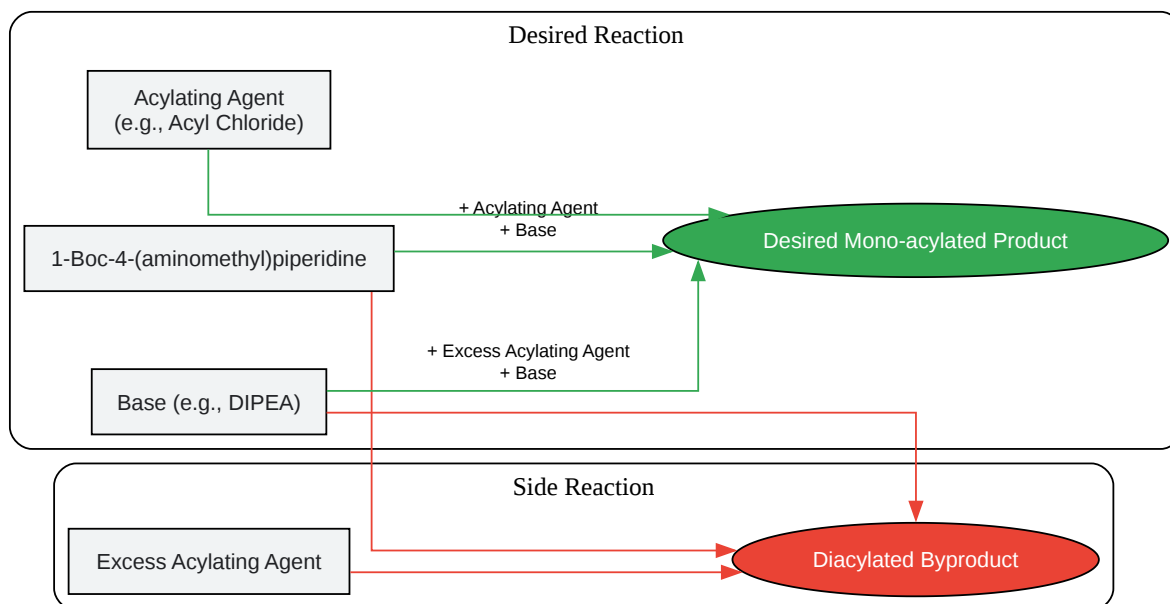 Desired Reaction
Acylating Agent
(e.g., Acyl Chloride)
+ Acylating Agent
+ Base
Desired Mono-acylated Product
1-Boc-4-(aminomethyl)piperidine
+ Excess Acylating Agent
+ Base
Base (e.g., DIPEA)
Side Reaction
Excess Acylating Agent
Diacylated Byproduct